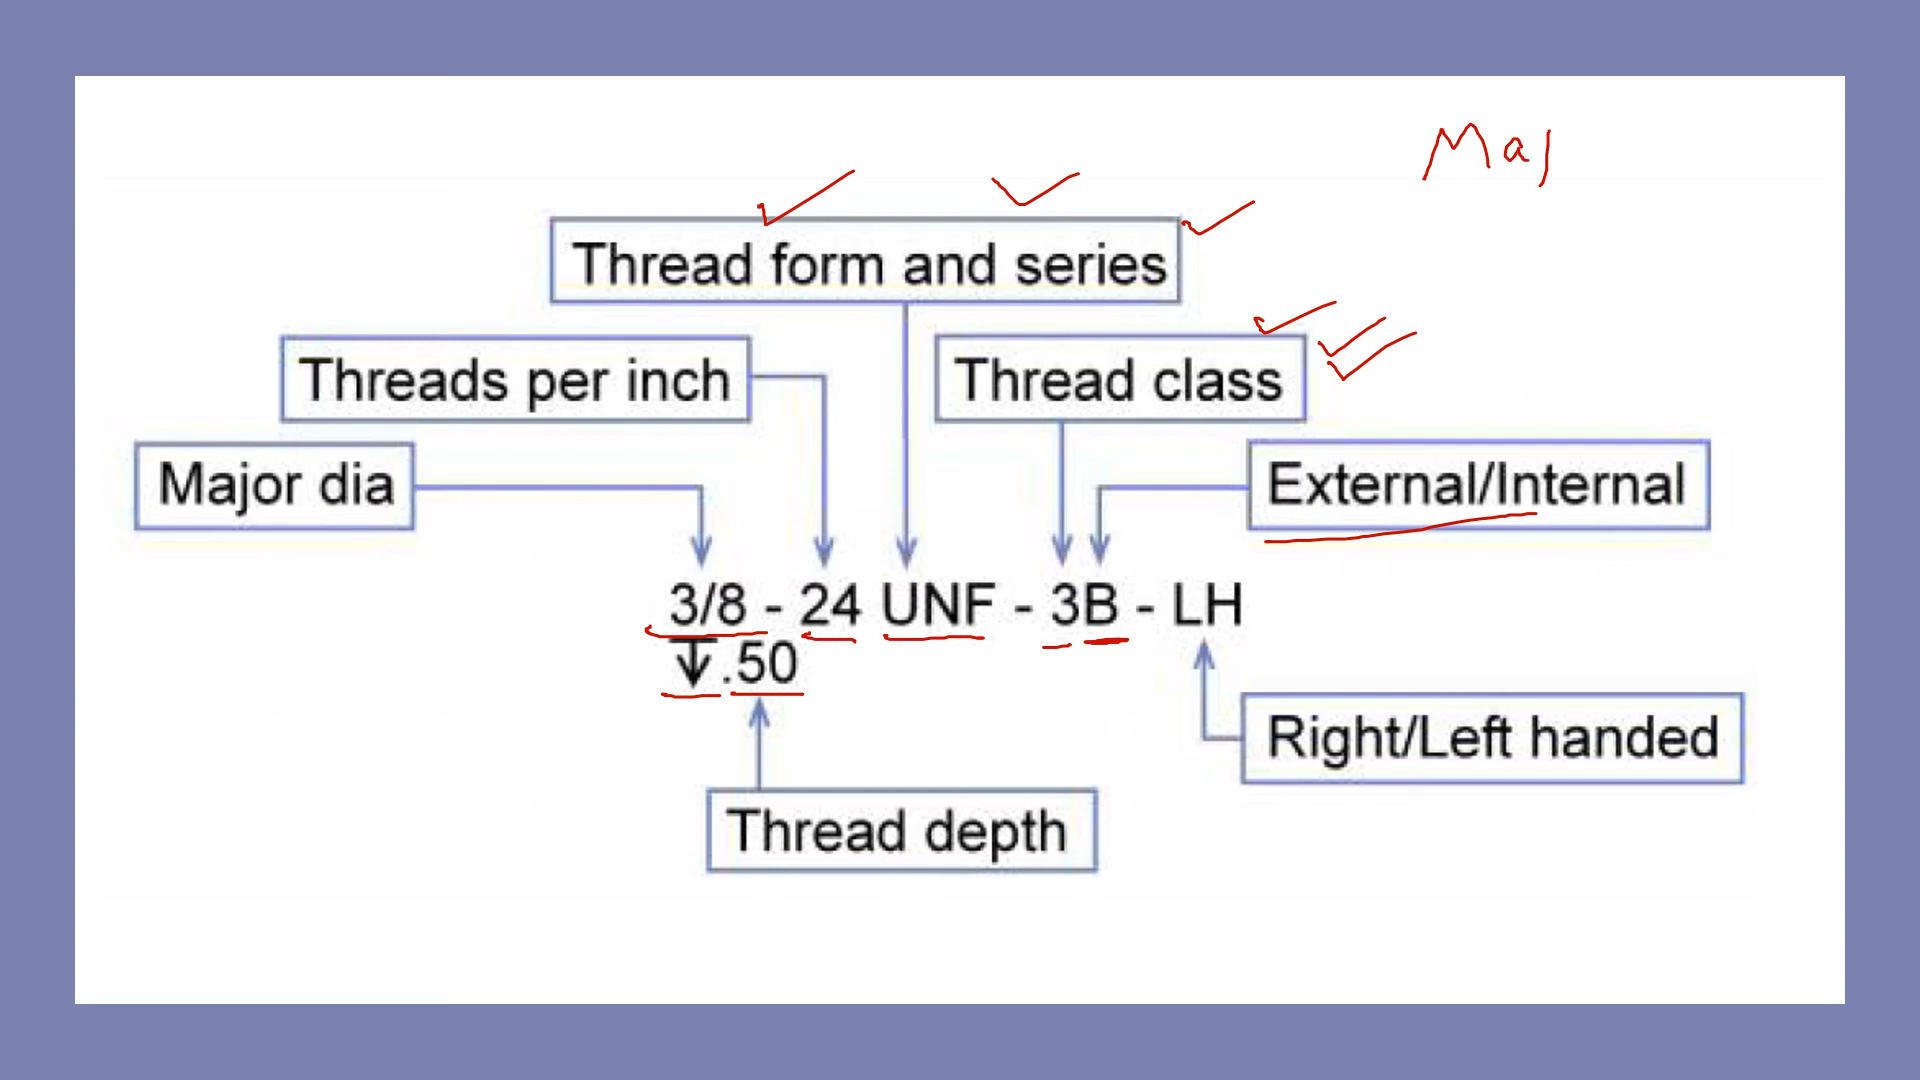 Maj
Thread form and series
Threads per inch
Thread class
Major dia
External/Internal
3/8 - 24 UNF - 3B - LH
↧ .50
Right/Left handed
Thread depth